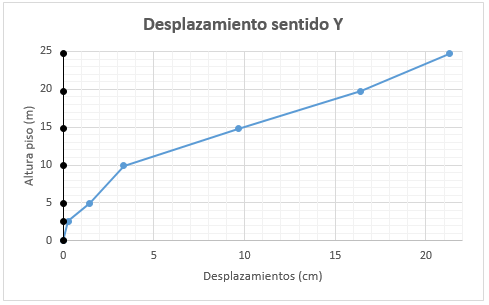 Desplazamiento sentido Y
25
20
15
10
5
0
Altura piso (m)
0 5 10 15 20
Desplazamientos (cm)